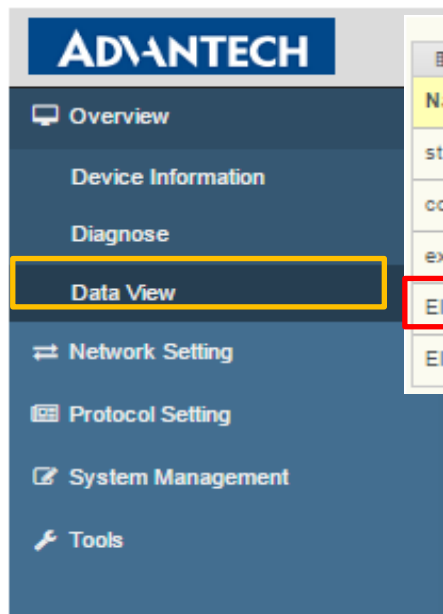 ADVANTECH
Overview
Device Information
Diagnose
Data View
Network Setting
Protocol Setting
System Management
Tools